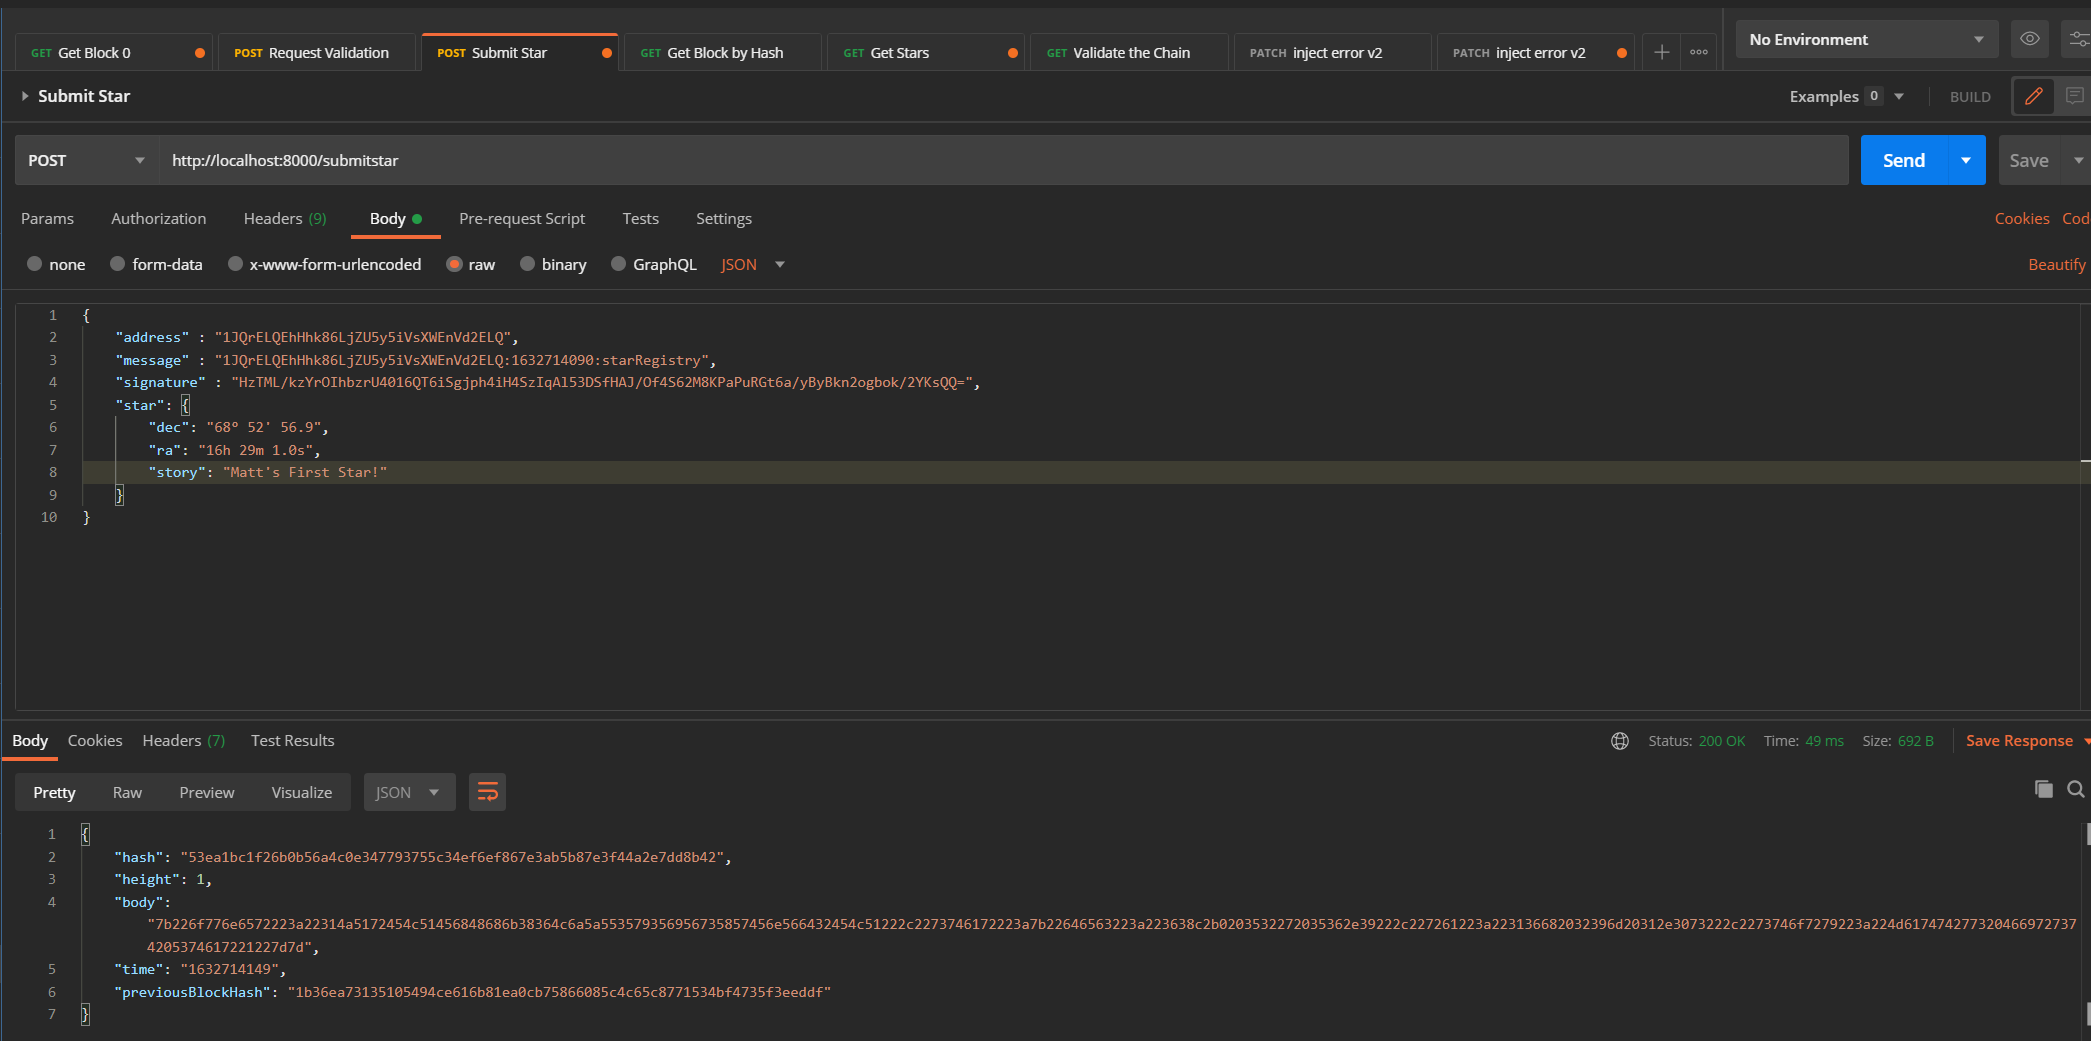 GET Get Block 0
POST Request Validation
POST Submit Star
GET Get Block by Hash
GET Get Stars
GET Validate the Chain
PATCH inject error v2
PATCH inject error v2
No Environment
Submit Star
Examples 0
BUILD
POST http://localhost:8000/submitstar
Send
Save
Params Authorization Headers (9) Body Pre-request Script Tests Settings
Cookies Cod
none form-data x-www-form-urlencoded raw binary GraphQL JSON
Beautify
1 {
2 "address" : "1JQrELQEhHhk86LjZU5y5iVsXWEnVd2ELQ",
3 "message" : "1JQrELQEhHhk86LjZU5y5iVsXWEnVd2ELQ:1632714090:starRegistry",
4 "signature" : "HzTML/kzYrOIhbzrU4016QT6iSgjph4iH4SzIqAl53DSfHAJ/Of4S62M8KPaPuRGt6a/yByBkn2ogbok/2YKsQQ=",
5 "star": {
6 "dec": "68° 52' 56.9",
7 "ra": "16h 29m 1.0s",
8 "story": "Matt's First Star!"
9 }
10 }
Body Cookies Headers (7) Test Results
Status: 200 OK Time: 49 ms Size: 692 B
Save Response
Pretty Raw Preview Visualize JSON
1 {
2 "hash": "53ea1bc1f26b0b56a4c0e347793755c34ef6ef867e3ab5b87e3f44a2e7dd8b42",
3 "height": 1,
4 "body":
"7b226f776e6572223a22314a5172454c51456848686b38364c6a5a553579356956735857456e566432454c51222c2273746172223a7b22646563223a223638c2b0203532272035362e39222c227261223a223136682032396d20312e3073222c2273746f7279223a224d617474277320466972737
4205374617221227d7d",
5 "time": "1632714149",
6 "previousBlockHash": "1b36ea73135105494ce616b81ea0cb75866085c4c65c8771534bf4735f3eeddf"
7 }